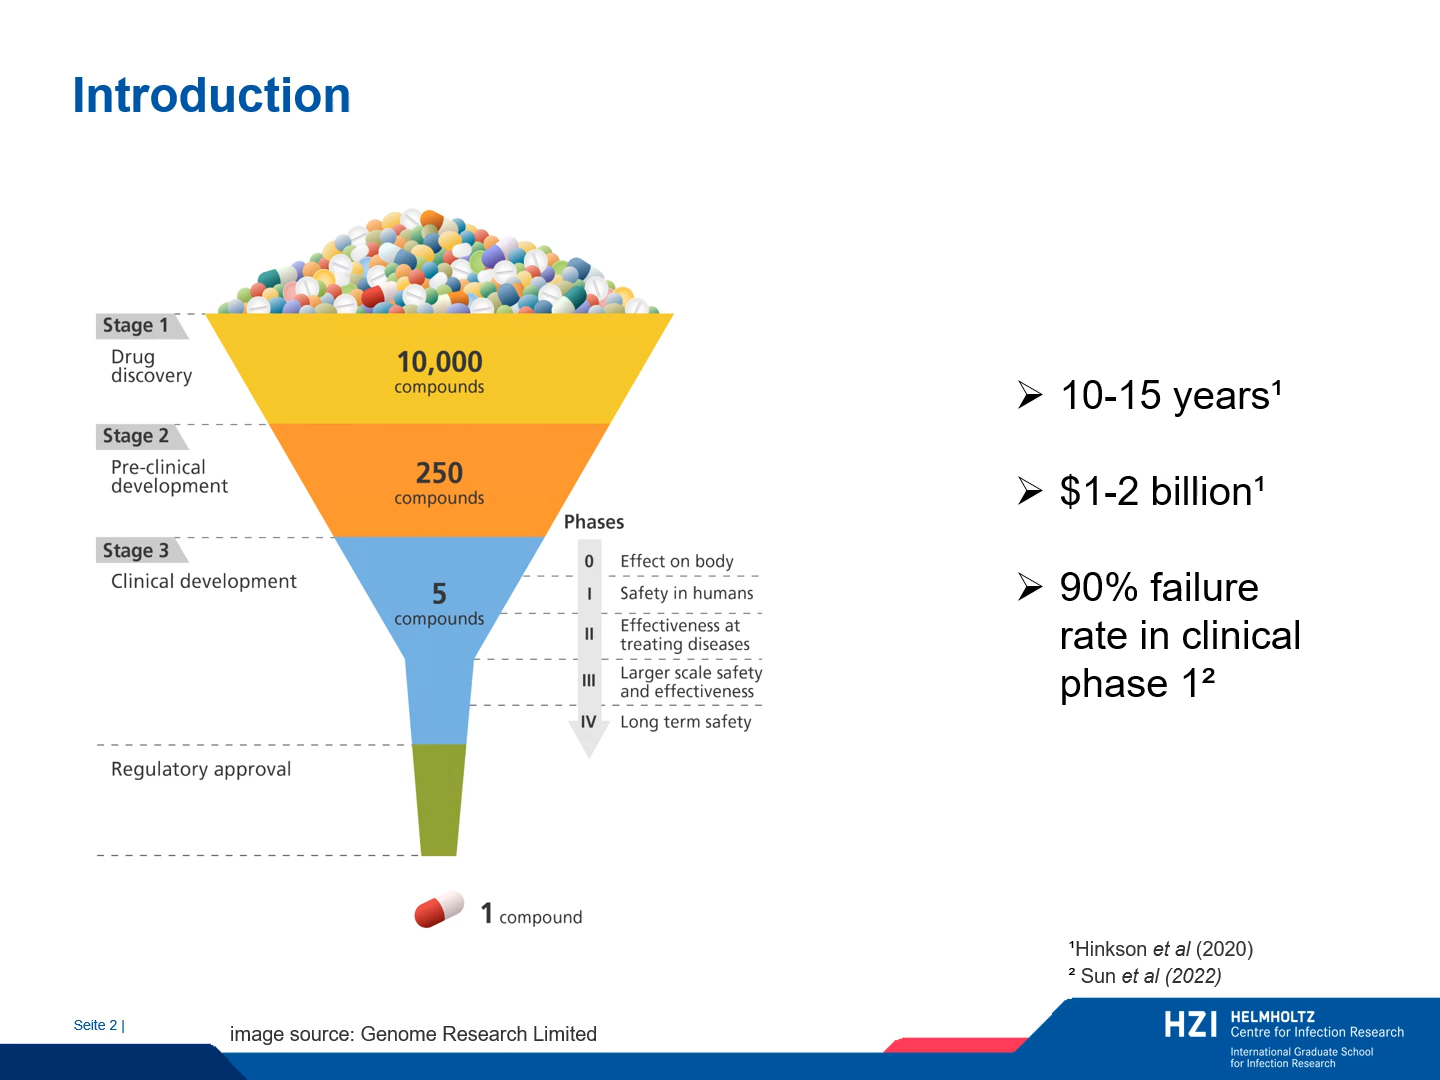 Introduction
Stage 1
Drug
discovery
10,000
compounds
Stage 2
Pre-clinical
development
250
compounds
Stage 3
Clinical development
5
compounds
Phases
0 Effect on body
I Safety in humans
II Effectiveness at
treating diseases
III Larger scale safety
and effectiveness
IV Long term safety
Regulatory approval
1 compound
➢ 10-15 years¹
➢ $1-2 billion¹
➢ 90% failure
rate in clinical
phase 1²
¹Hinkson et al (2020)
² Sun et al (2022)
Seite 2 |
image source: Genome Research Limited
HZI HELMHOLTZ
Centre for Infection Research
International Graduate School
for Infection Research